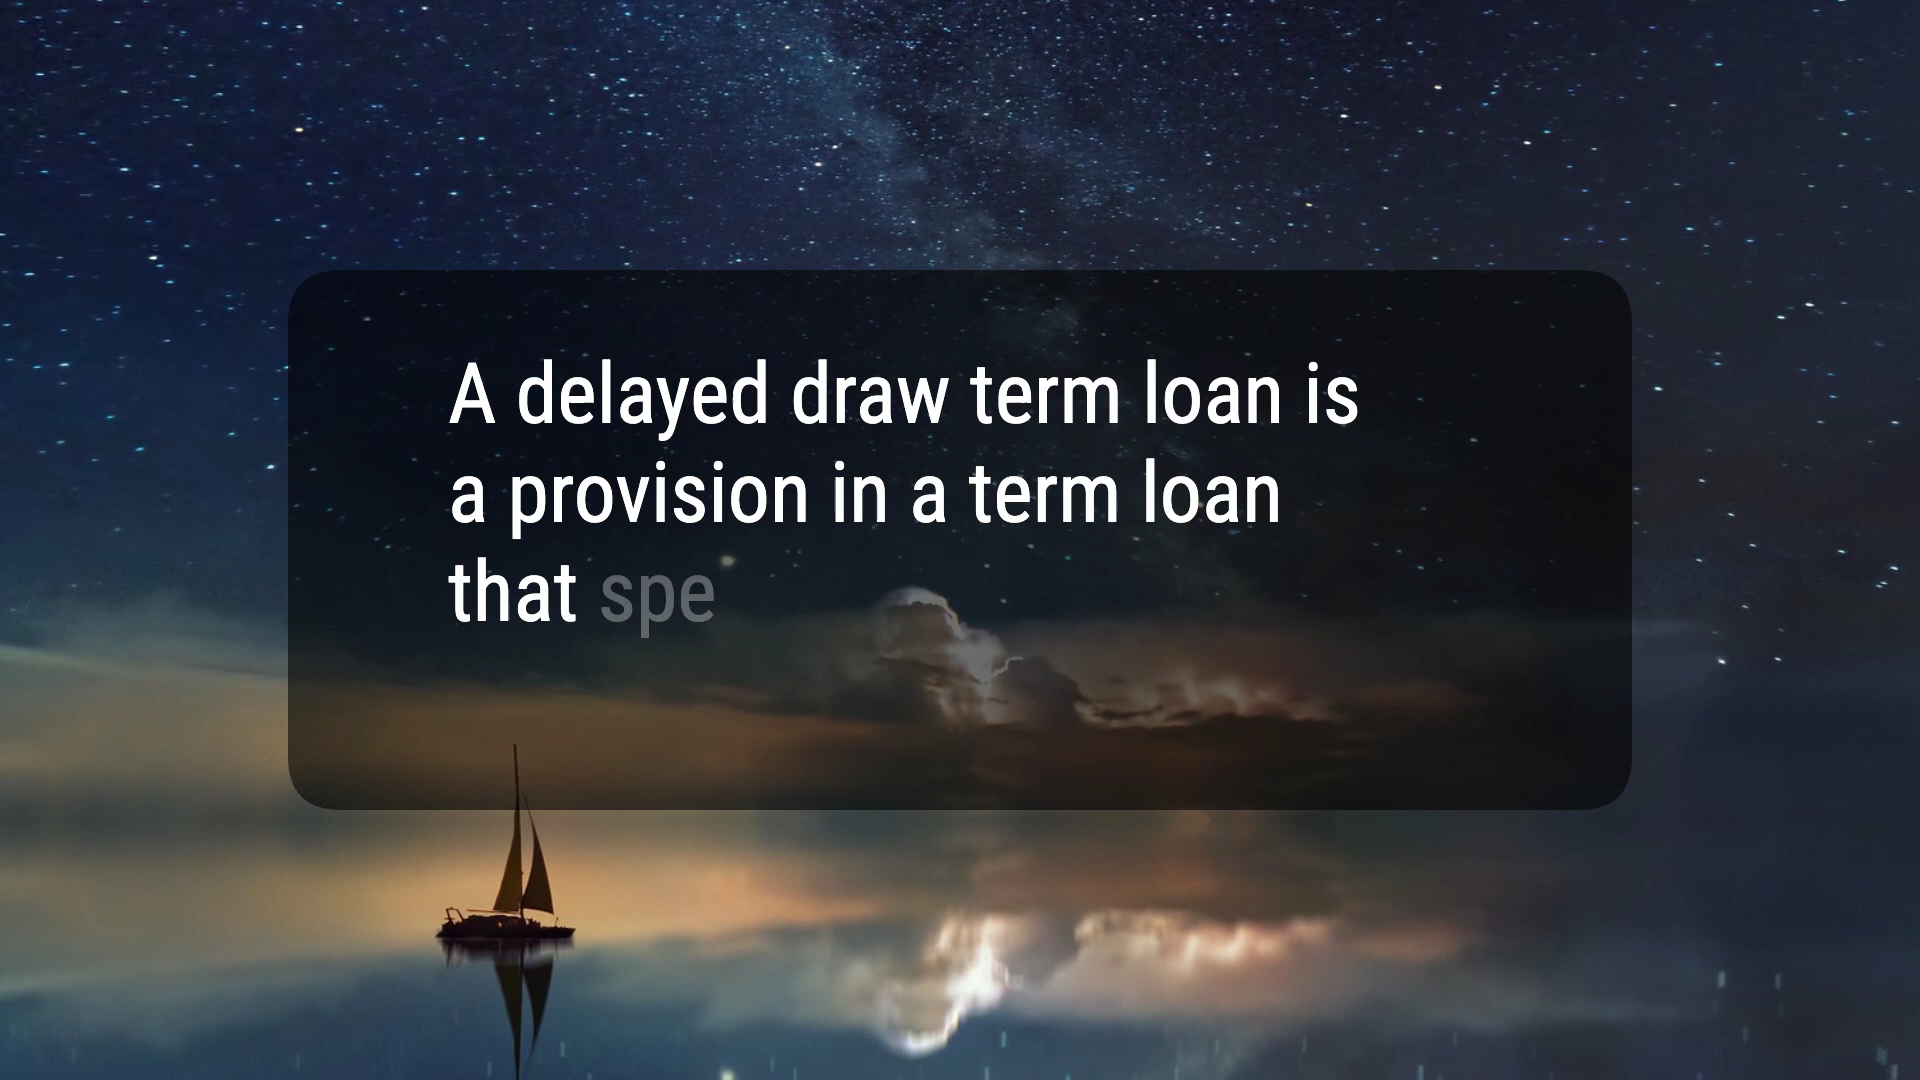 A delayed draw term loan is
a provision in a term loan
that spe